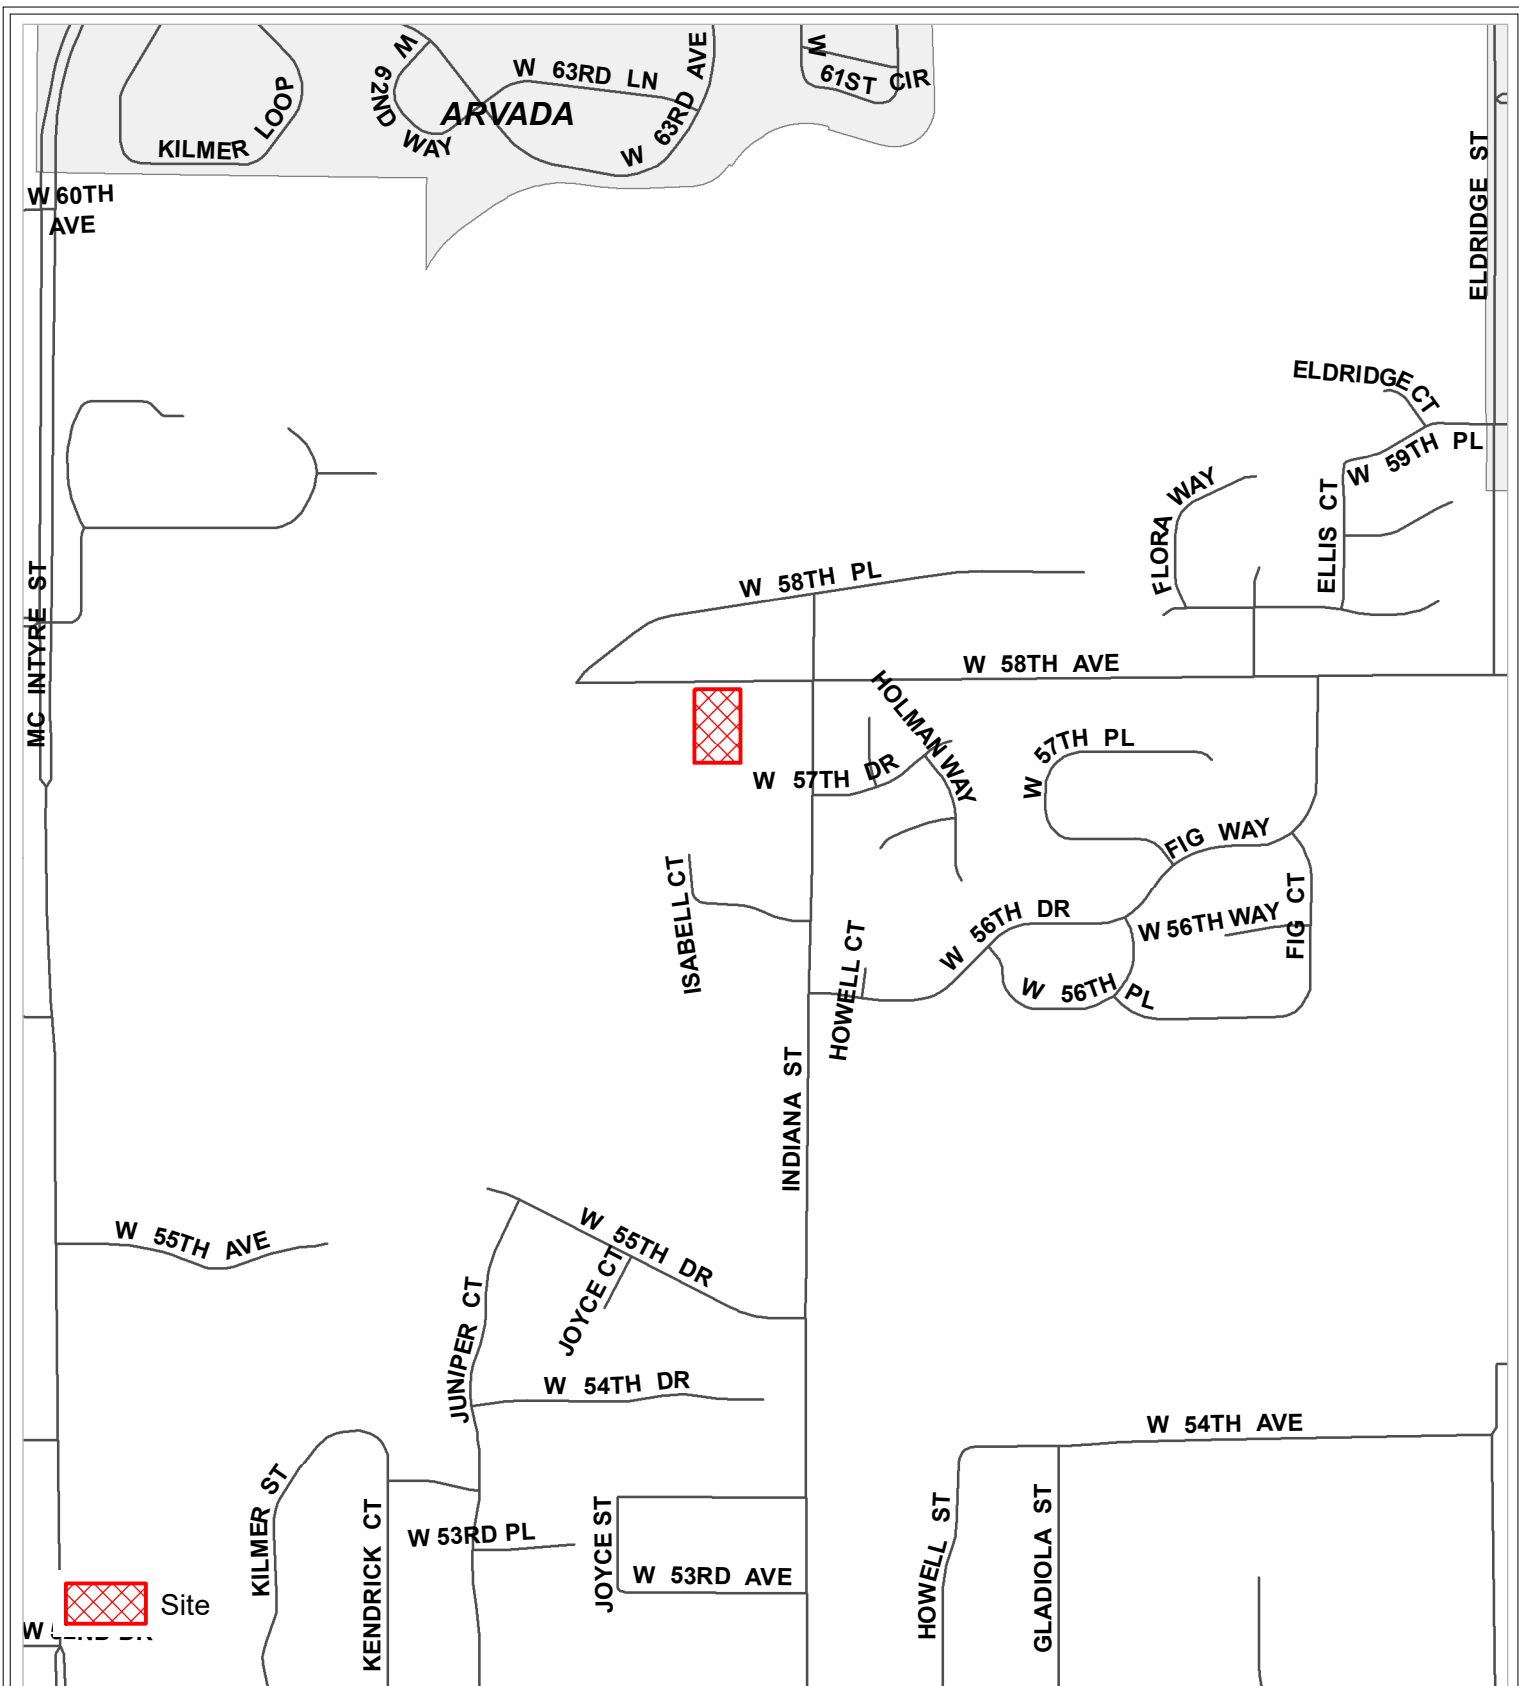 W 62ND WAY
W 63RD LN
W 63RD AVE
W 61ST CIR
ARVADA
KILMER LOOP
W 60TH
AVE
ELDRIDGE ST
ELDRIDGE CT
W 59TH PL
FLORA WAY
ELLIS CT
MC INTYRE ST
W 58TH PL
W 58TH AVE
HOLMAN WAY
W 57TH DR
W 57TH PL
FIG WAY
ISABELL CT
W 56TH DR
W 56TH WAY
FIG CT
HOWELL CT
W 56TH PL
INDIANA ST
W 55TH AVE
W 55TH DR
JOYCE CT
JUNIPER CT
W 54TH DR
W 54TH AVE
KILMER ST
KENDRICK CT
W 53RD PL
JOYCE ST
W 53RD AVE
HOWELL ST
GLADIOLA ST
Site